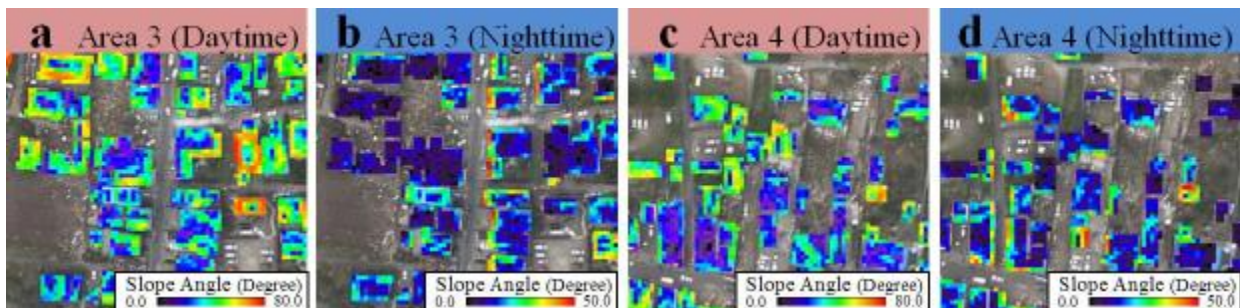 a Area 3 (Daytime)
b Area 3 (Nighttime)
c Area 4 (Daytime)
d Area 4 (Nighttime)
Slope Angle (Degree)
0.0 80.0
Slope Angle (Degree)
0.0 50.0
Slope Angle (Degree)
0.0 80.0
Slope Angle (Degree)
0.0 50.0